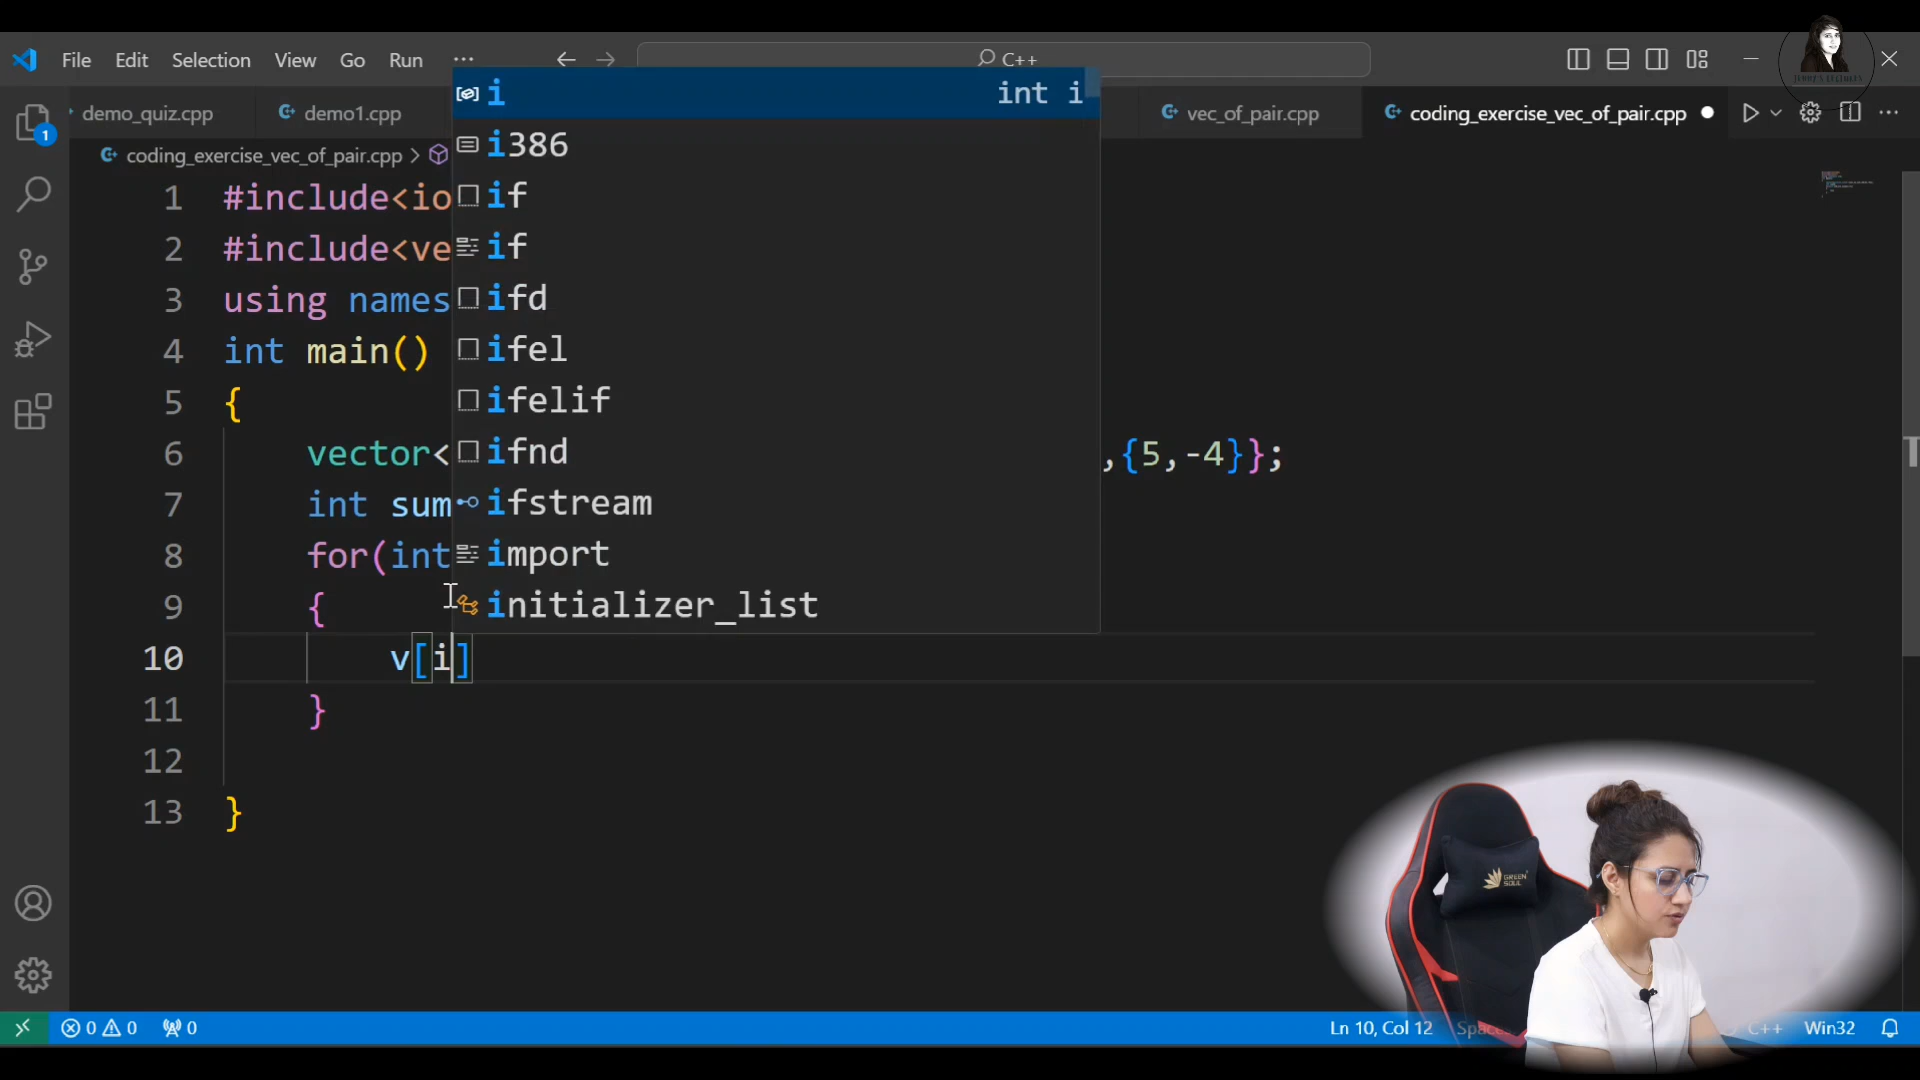 File Edit Selection View Go Run ··· C++
demo_quiz.cpp demo1.cpp vec_of_pair.cpp coding_exercise_vec_of_pair.cpp
coding_exercise_vec_of_pair.cpp >
i int i
i386
if
if
ifd
ifel
ifelif
ifnd
ifstream
import
initializer_list
1 #include<io
2 #include<ve
3 using names
4 int main()
5 {
6 vector< ,{5,-4}};
7 int sum
8 for(int
9 {
10 v[i]
11 }
12
13 }
1
GREEN SOUL
0 0 0 Ln 10, Col 12 C++ Win32